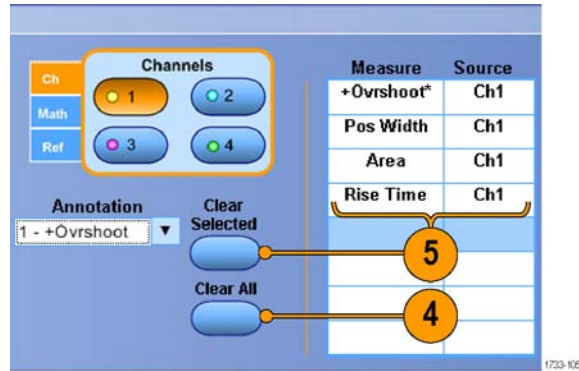 Ch
Math
Ref
Channels
1
2
3
4
Annotation
1 - +Ovrshoot ▼
Clear
Selected
Clear All
Measure Source
+Ovrshoot* Ch1
Pos Width Ch1
Area Ch1
Rise Time Ch1
5
4
1733-105